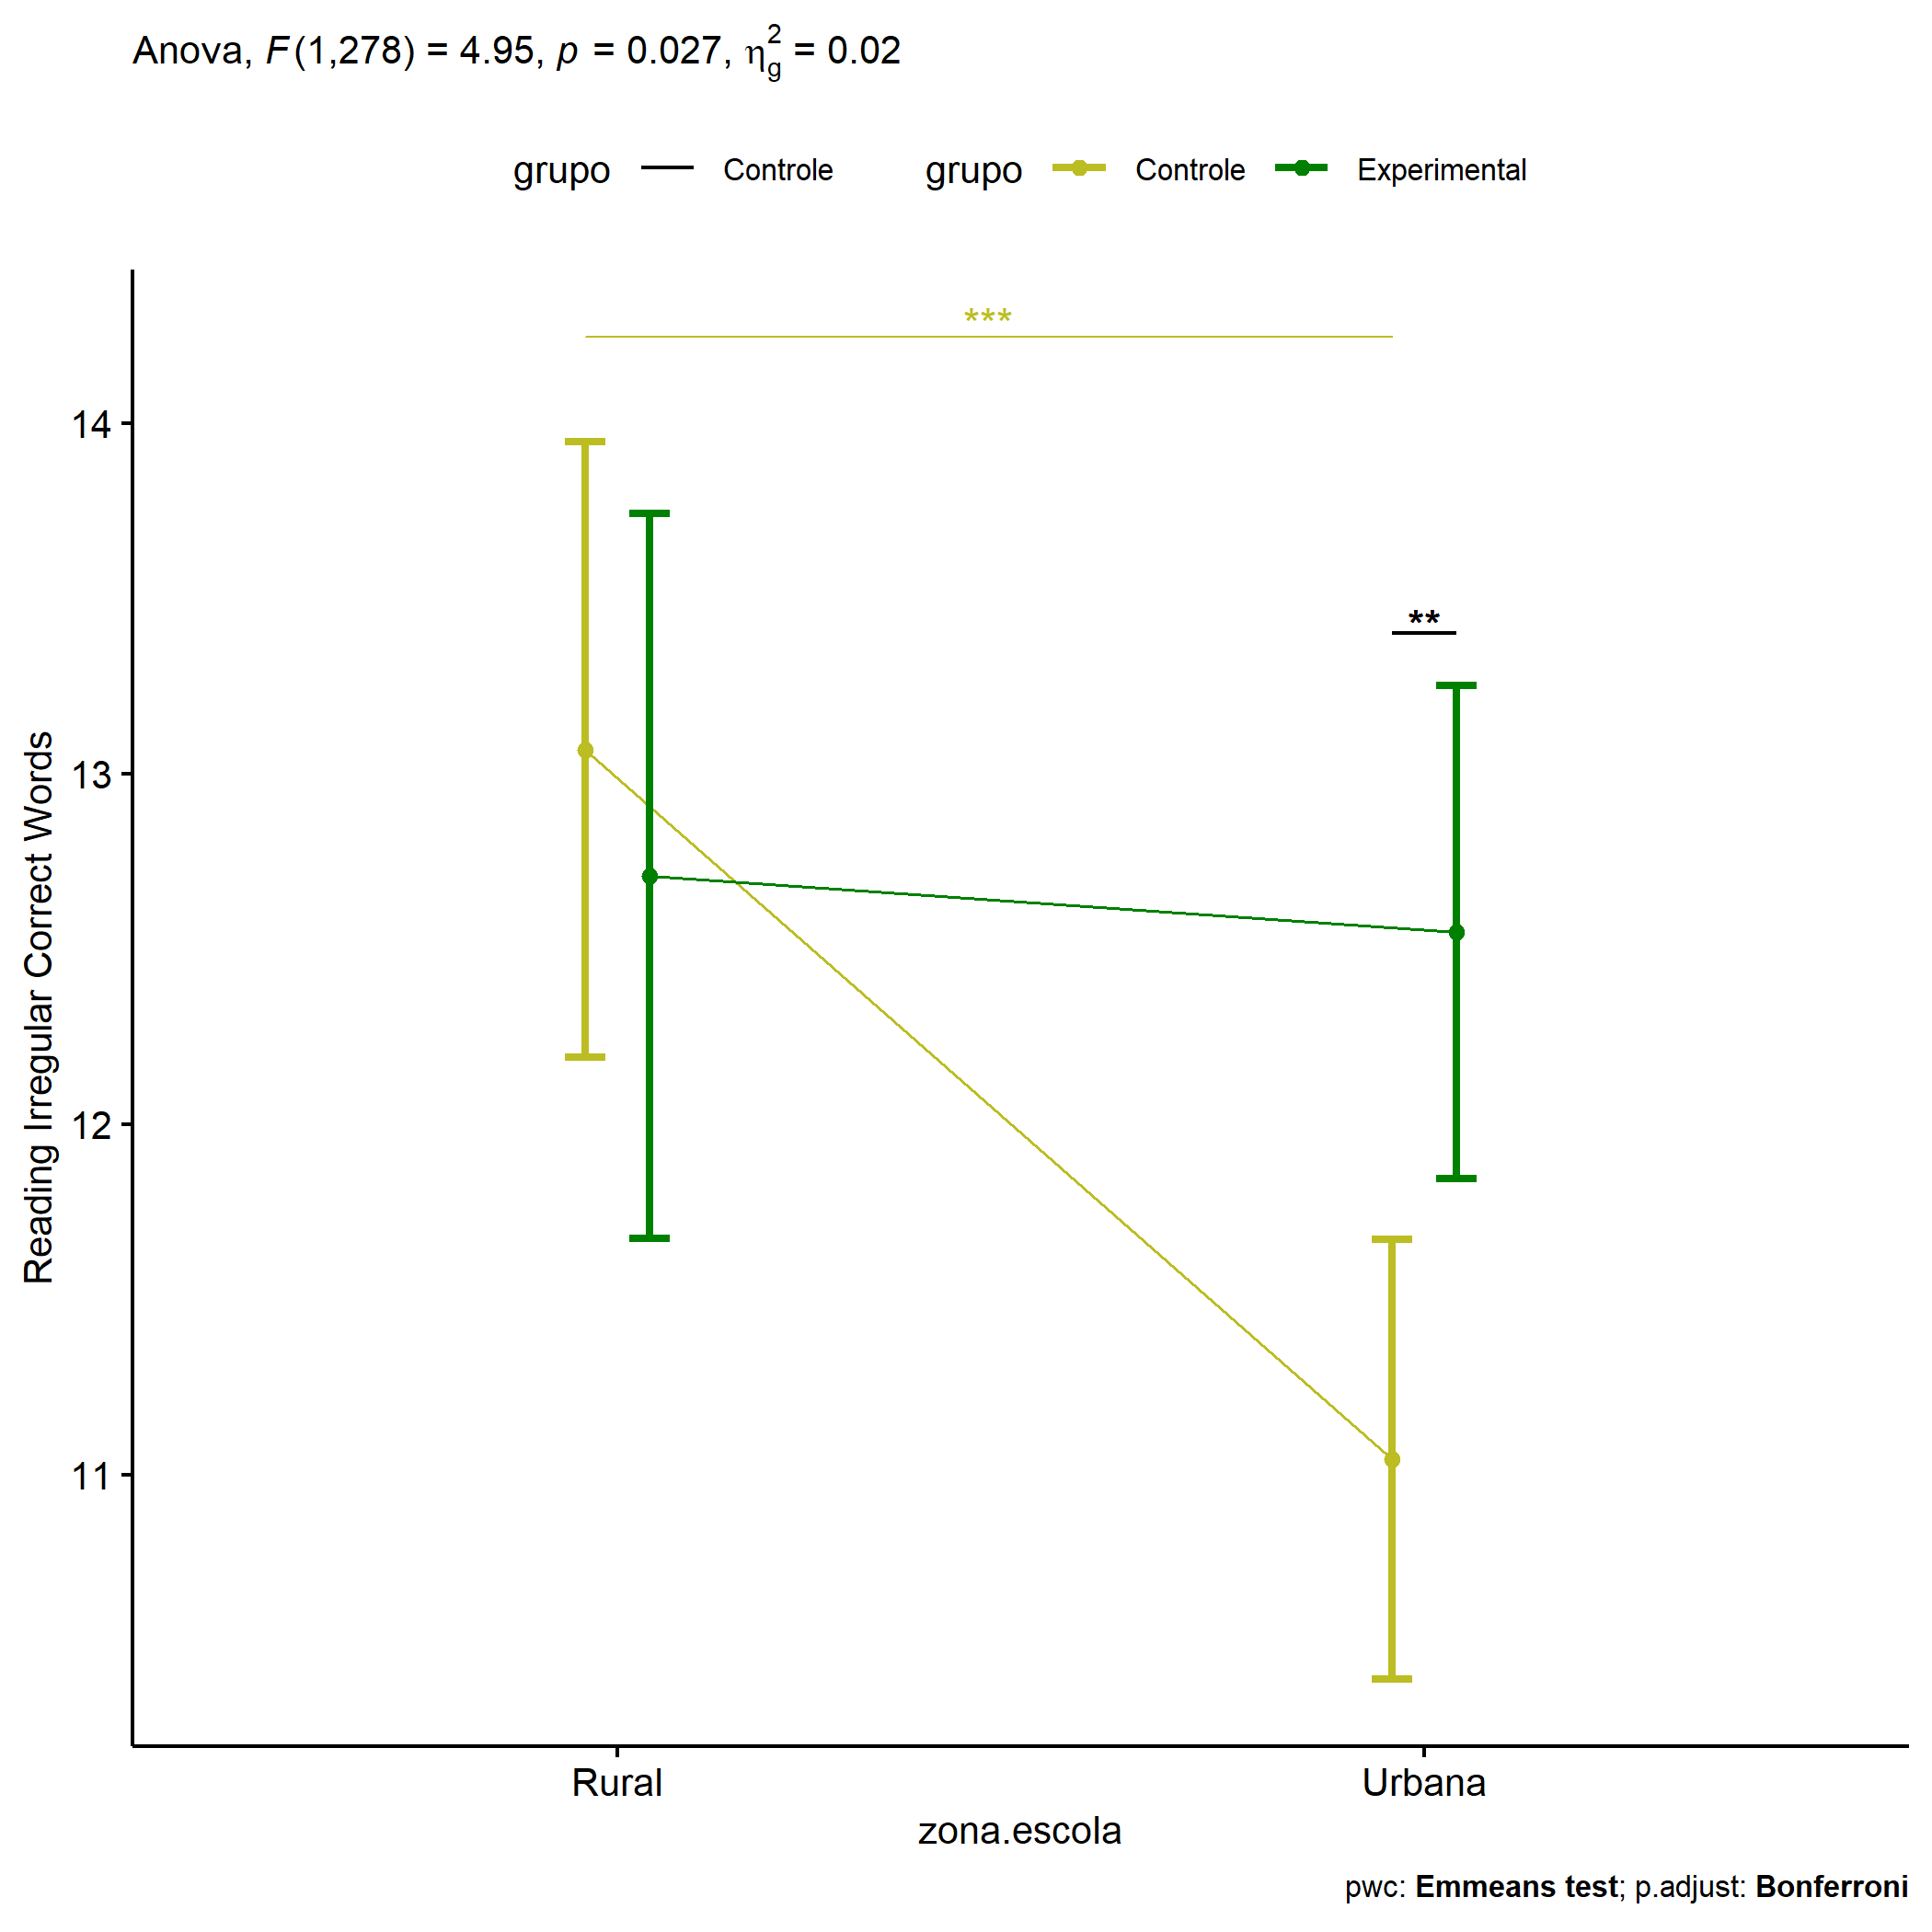 Anova, F(1,278) = 4.95, p = 0.027, η²g = 0.02
grupo Controle grupo Controle Experimental
***
14
**
13
12
11
Reading Irregular Correct Words
Rural Urbana
zona.escola
pwc: Emmeans test; p.adjust: Bonferroni